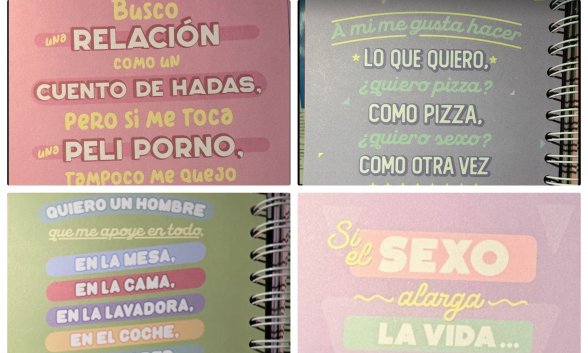 Busco
una RELACIÓN
como un
CUENTO DE HADAS,
Pero si me toca
una PELI PORNO,
Tampoco me quejo
A mi me gusta hacer
LO QUE QUIERO,
¿quiero pizza?
COMO PIZZA,
¿quiero sexo?
COMO OTRA VEZ
QUIERO UN HOMBRE
que me apoye en todo,
EN LA MESA,
EN LA CAMA,
EN LA LAVADORA,
EN EL COCHE,
Si
el SEXO
alarga
LA VIDA...